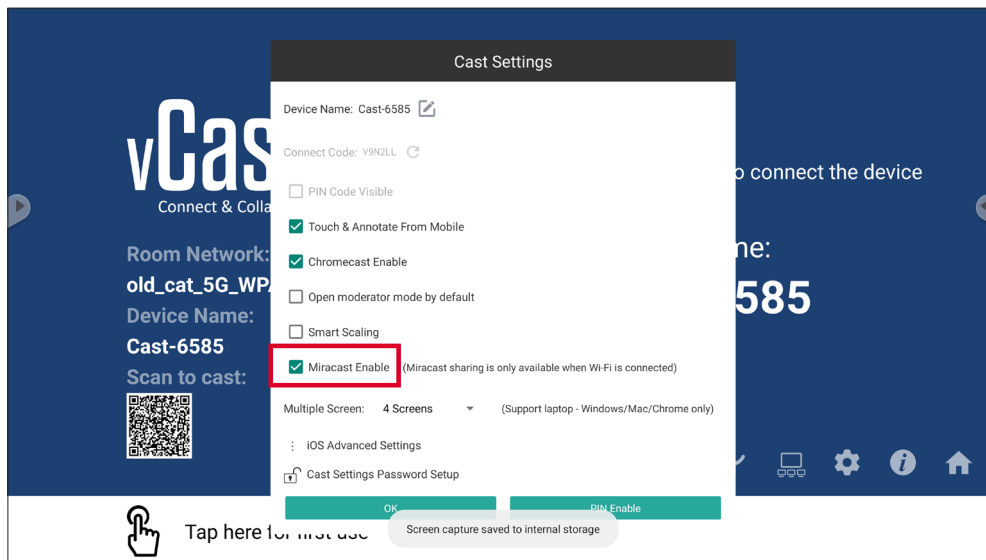 Cast Settings
Device Name: Cast-6585
Connect Code: V9N2LL
PIN Code Visible
Touch & Annotate From Mobile
Chromecast Enable
Open moderator mode by default
Smart Scaling
Miracast Enable (Miracast sharing is only available when Wi-Fi is connected)
Multiple Screen: 4 Screens (Support laptop - Windows/Mac/Chrome only)
iOS Advanced Settings
Cast Settings Password Setup
OK PIN Enable
Screen capture saved to internal storage
vCas
Connect & Colla
Room Network:
old_cat_5G_WP
Device Name:
Cast-6585
Scan to cast:
o connect the device
me:
585
Tap here for first use